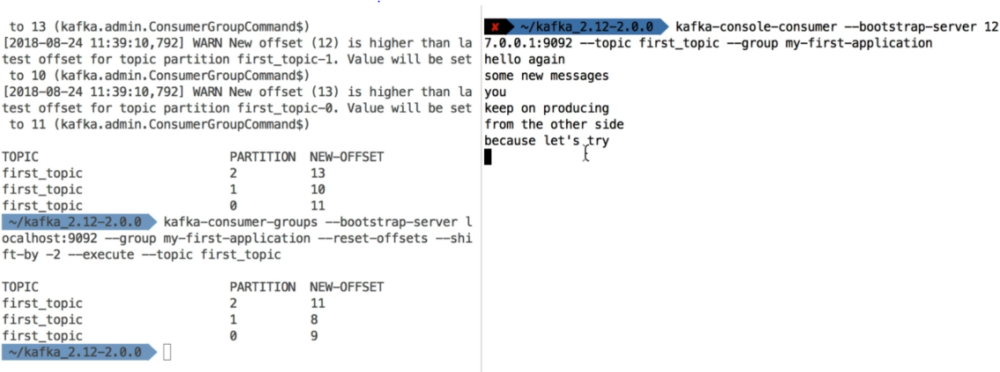 to 13 (kafka.admin.ConsumerGroupCommand$)
[2018-08-24 11:39:10,792] WARN New offset (12) is higher than la
test offset for topic partition first_topic-1. Value will be set
to 10 (kafka.admin.ConsumerGroupCommand$)
[2018-08-24 11:39:10,792] WARN New offset (13) is higher than la
test offset for topic partition first_topic-0. Value will be set
to 11 (kafka.admin.ConsumerGroupCommand$)
TOPIC PARTITION NEW-OFFSET
first_topic 2 13
first_topic 1 10
first_topic 0 11
~/kafka_2.12-2.0.0 kafka-consumer-groups --bootstrap-server l
ocalhost:9092 --group my-first-application --reset-offsets --shi
ft-by -2 --execute --topic first_topic
TOPIC PARTITION NEW-OFFSET
first_topic 2 11
first_topic 1 8
first_topic 0 9
~/kafka_2.12-2.0.0
✘ ~/kafka_2.12-2.0.0 kafka-console-consumer --bootstrap-server 12
7.0.0.1:9092 --topic first_topic --group my-first-application
hello again
some new messages
you
keep on producing
from the other side
because let's try